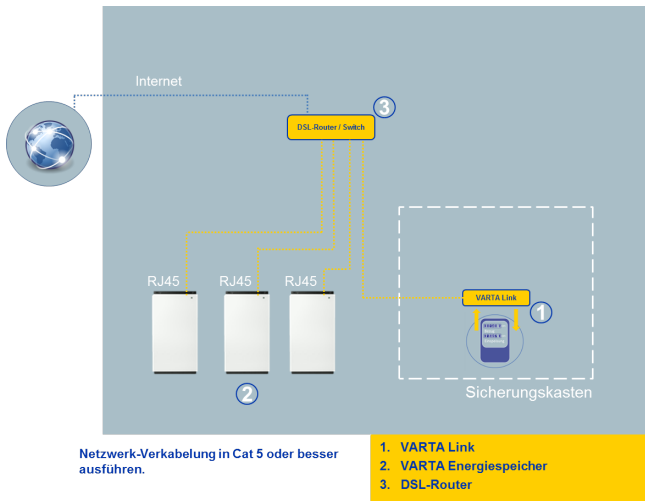 Internet
3
DSL-Router / Switch
RJ45 RJ45 RJ45
VARTA Link
1
2
Sicherungskasten
Netzwerk-Verkabelung in Cat 5 oder besser
ausführen.
1. VARTA Link
2. VARTA Energiespeicher
3. DSL-Router